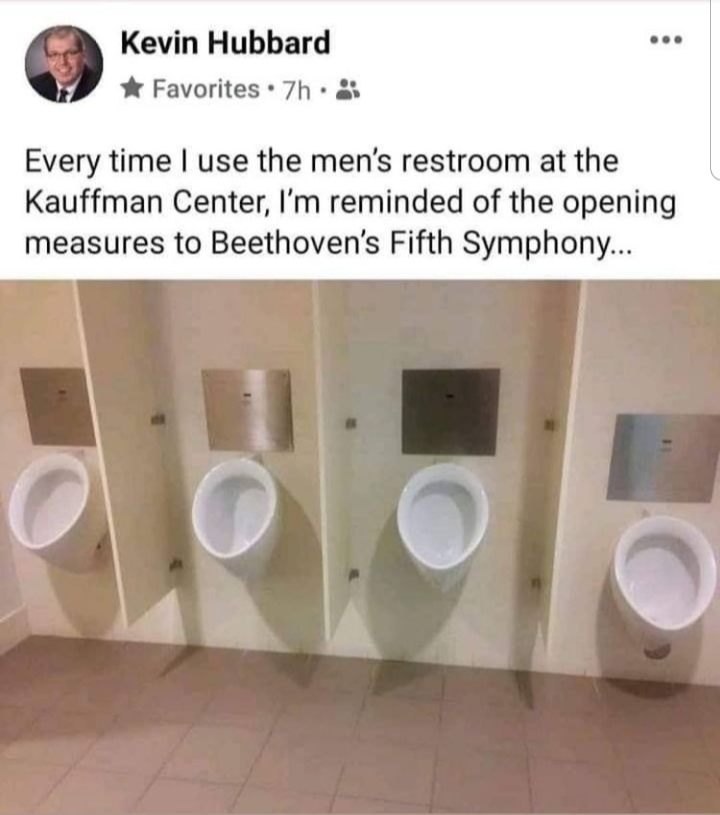 Kevin Hubbard
Favorites • 7h •
Every time I use the men's restroom at the
Kauffman Center, I'm reminded of the opening
measures to Beethoven's Fifth Symphony...